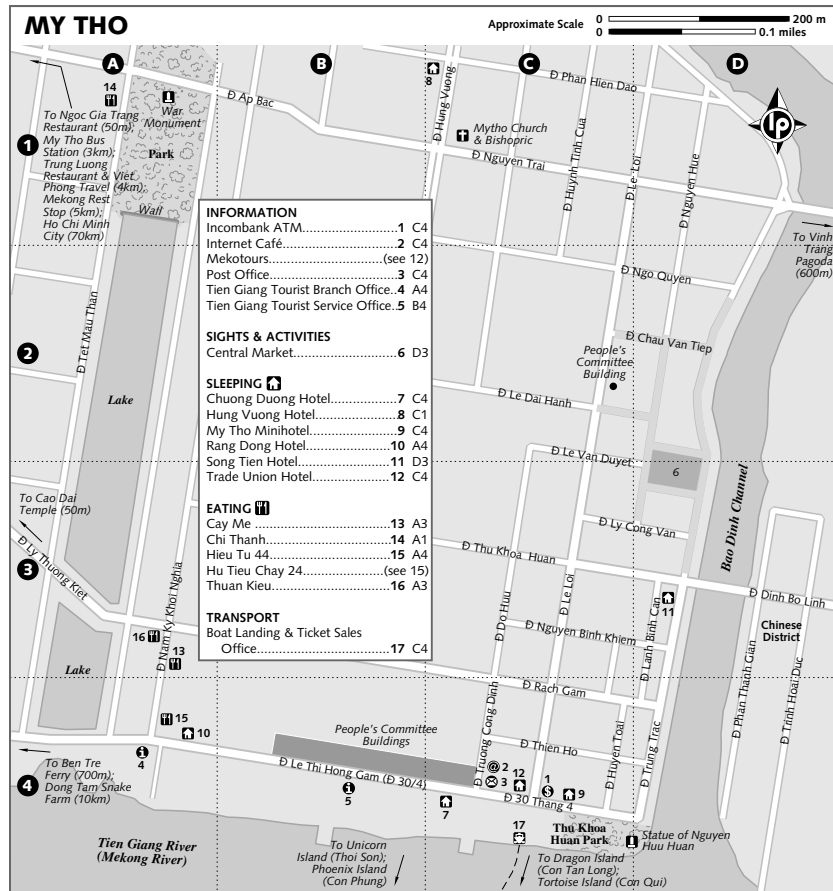 MY THO
Approximate Scale
0 200 m
0 0.1 miles
A
B
C
D
1
2
3
4
14
8
To Ngoc Gia Trang
Restaurant (50m);
My Tho Bus
Station (3km);
Trung Luong
Restaurant & Viet
Phong Travel (4km);
Mekong Rest
Stop (5km);
Ho Chi Minh
City (70km)
War
Monument
Park
Wall
Đ Ap Bac
Đ Hung Vuong
Mytho Church
& Bishopric
Đ Phan Hien Dao
Đ Nguyen Trai
Đ Huynh Tinh Cua
Đ Le Loi
Đ Nguyen Hue
lp
To Vinh
Trang
Pagoda
(600m)
INFORMATION
Incombank ATM..................1 C4
Internet Café......................2 C4
Mekotours.....................(see 12)
Post Office.........................3 C4
Tien Giang Tourist Branch Office..4 A4
Tien Giang Tourist Service Office..5 B4
SIGHTS & ACTIVITIES
Central Market....................6 D3
SLEEPING
Chuong Duong Hotel..............7 C4
Hung Vuong Hotel................8 C1
My Tho Minihotel.................9 C4
Rang Dong Hotel................10 A4
Song Tien Hotel.................11 D3
Trade Union Hotel...............12 C4
EATING
Cay Me ..........................13 A3
Chi Thanh........................14 A1
Hieu Tu 44.......................15 A4
Hu Tieu Chay 24..............(see 15)
Thuan Kieu......................16 A3
TRANSPORT
Boat Landing & Ticket Sales
Office..........................17 C4
Đ Ngo Quyen
Đ Chau Van Tiep
People's
Committee
Building
Đ Tet Mau Than
Lake
Đ Le Dai Hanh
Đ Le Van Duyet
6
Bao Dinh Channel
To Cao Dai
Temple (50m)
Đ Ly Thuong Kiet
Đ Ly Cong Van
Đ Thu Khoa Huan
Đ Le Loi
Đ Do Huu
11
Đ Dinh Bo Linh
Chinese
District
Đ Nguyen Binh Khiem
Đ Lanh Binh Can
Đ Phan Thanh Gian
Đ Trinh Hoai Duc
Đ Nam Ky Khoi Nghia
16
13
Lake
Đ Rach Gam
15
10
4
People's Committee
Buildings
Đ Truong Cong Dinh
Đ Thien Ho
Đ Huyen Toai
Đ Trung Trac
To Ben Tre
Ferry (700m);
Dong Tam Snake
Farm (10km)
Đ Le Thi Hong Gam (Đ 30/4)
5
@ 2
3
12
1
$
9
7
Đ 30 Thang 4
17
Thu Khoa
Huan Park
Statue of Nguyen
Huu Huan
Tien Giang River
(Mekong River)
To Unicorn
Island (Thoi Son);
Phoenix Island
(Con Phung)
To Dragon Island
(Con Tan Long);
Tortoise Island (Con Qui)